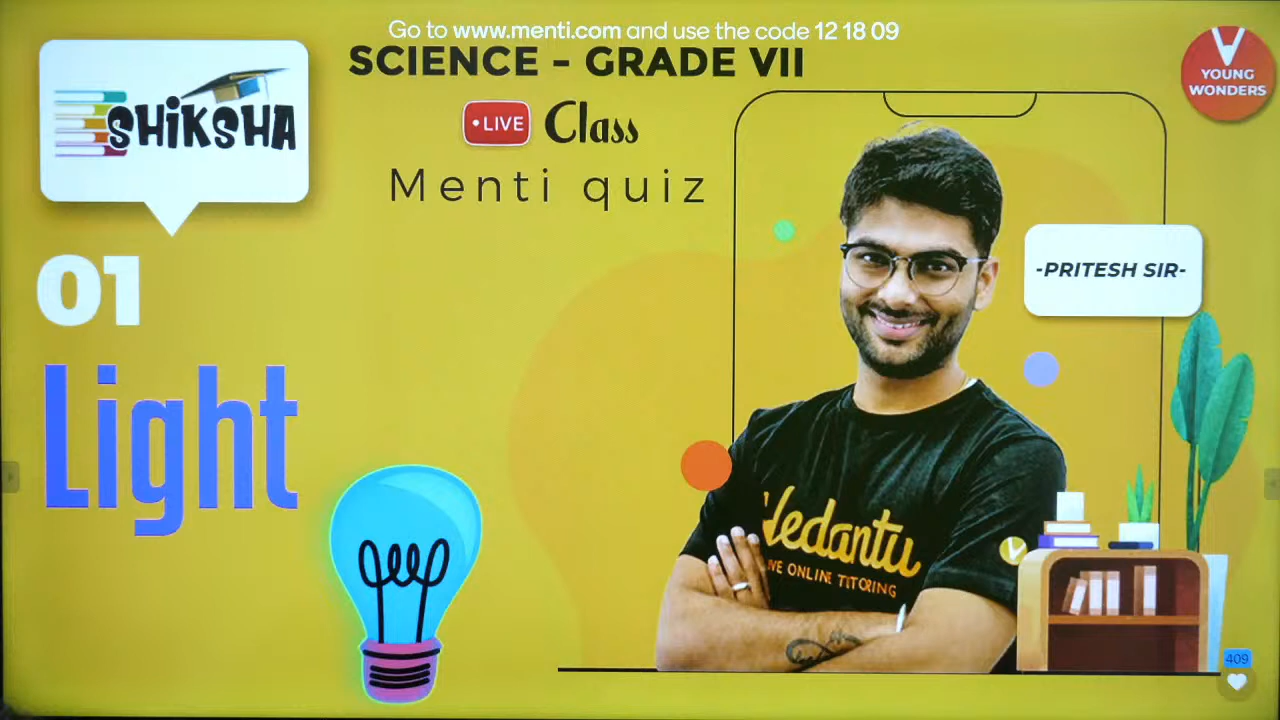 Go to www.menti.com and use the code 12 18 09
SCIENCE - GRADE VII
SHiKSHA
• LIVE Class
Menti quiz
V
YOUNG
WONDERS
-PRITESH SIR-
01
Light
Vedantu
LIVE ONLINE TUTORING
V
409